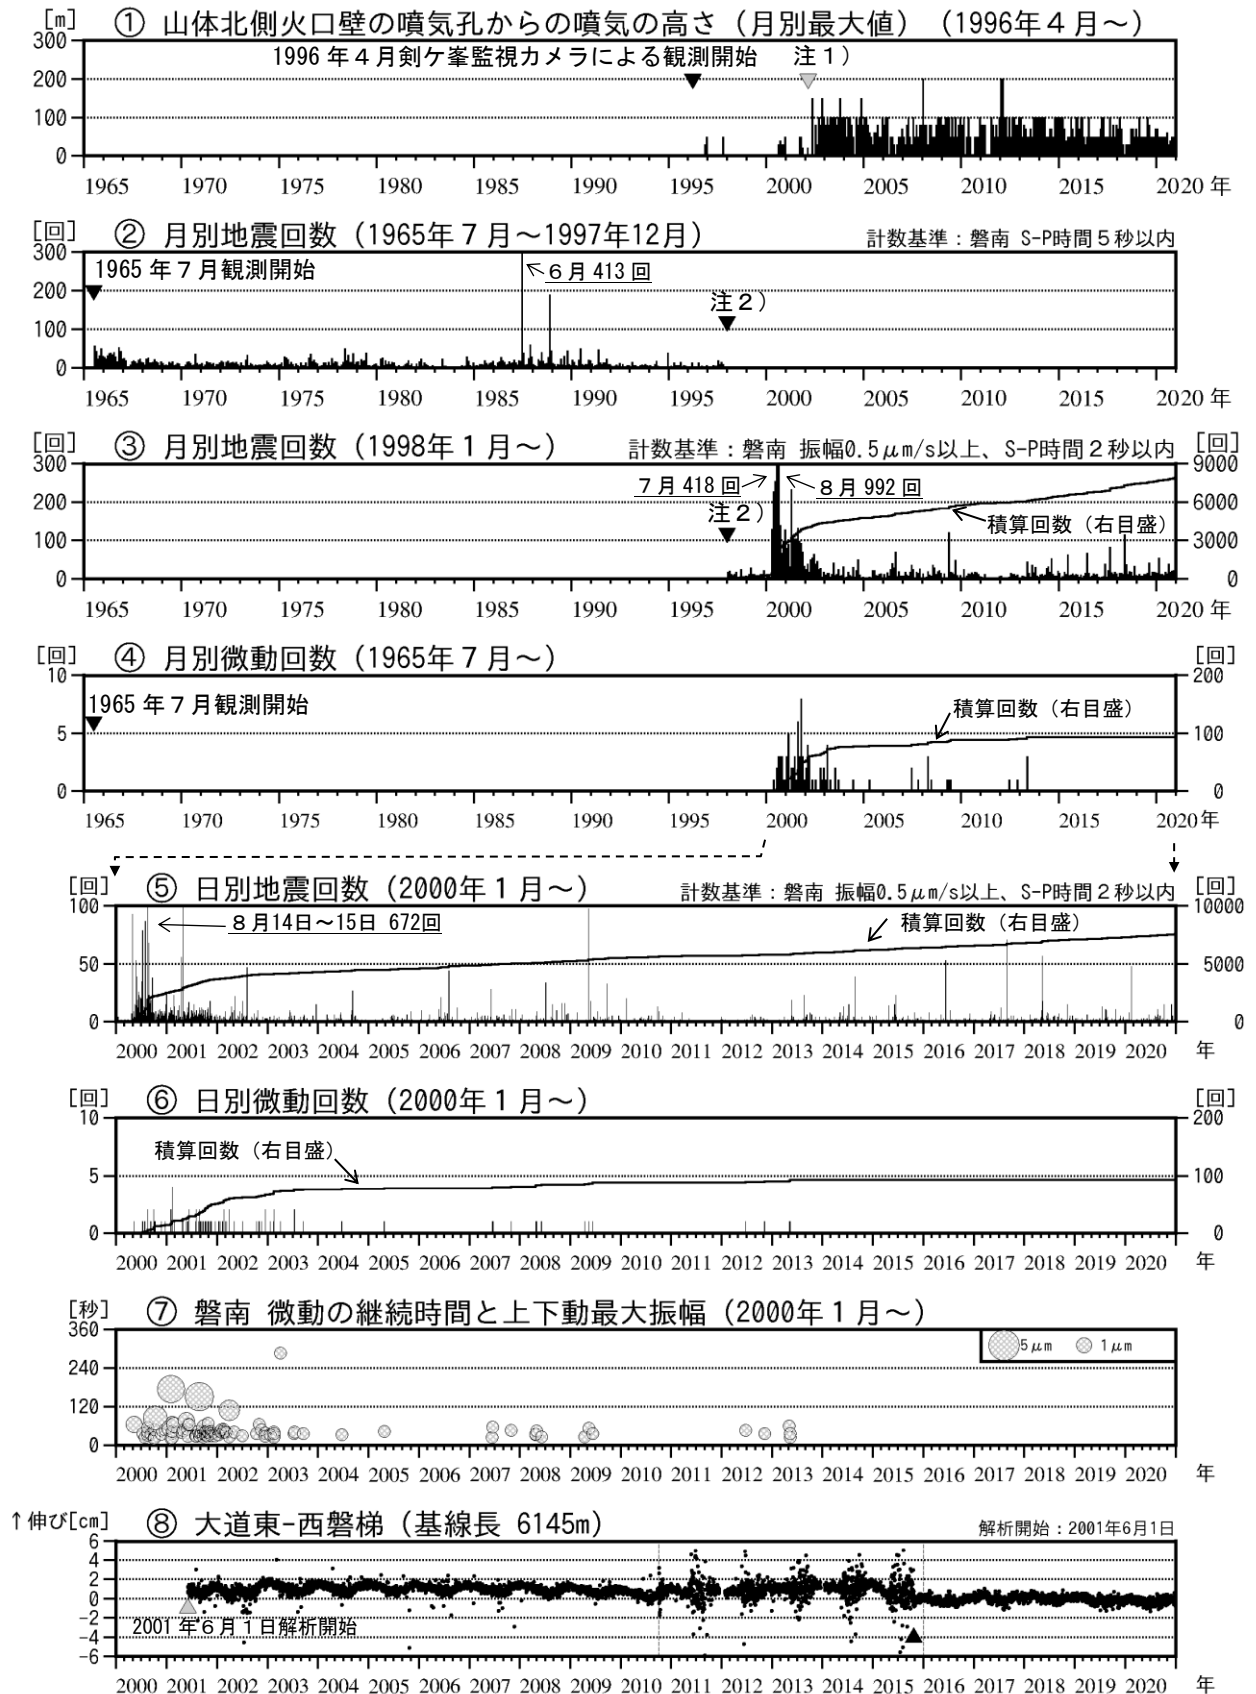 [m] ① 山体北側火口壁の噴気孔からの噴気の高さ（月別最大値）（1996年４月～）
300
1996 年４月剣ケ峯監視カメラによる観測開始 注１）
200
100
0
1965 1970 1975 1980 1985 1990 1995 2000 2005 2010 2015 2020 年
[回] ② 月別地震回数（1965年７月～1997年12月） 計数基準：磐南 S-P時間５秒以内
300
1965 年７月観測開始 ６月 413 回
200
注２）
100
0
1965 1970 1975 1980 1985 1990 1995 2000 2005 2010 2015 2020 年
[回] ③ 月別地震回数（1998年１月～） 計数基準：磐南 振幅0.5μm/s以上、S-P時間２秒以内 [回]
300 9000
７月 418 回 ８月 992 回
200 6000
注２） 積算回数（右目盛）
100 3000
0 0
1965 1970 1975 1980 1985 1990 1995 2000 2005 2010 2015 2020 年
[回] ④ 月別微動回数（1965年７月～） [回]
10 200
1965 年７月観測開始 積算回数（右目盛）
5 100
0 0
1965 1970 1975 1980 1985 1990 1995 2000 2005 2010 2015 2020 年
[回] ⑤ 日別地震回数（2000年１月～） 計数基準：磐南 振幅0.5μm/s以上、S-P時間２秒以内 [回]
100 10000
８月14日～15日 672回 積算回数（右目盛）
50 5000
0 0
2000 2001 2002 2003 2004 2005 2006 2007 2008 2009 2010 2011 2012 2013 2014 2015 2016 2017 2018 2019 2020 年
[回] ⑥ 日別微動回数（2000年１月～） [回]
10 200
積算回数（右目盛）
5 100
0 0
2000 2001 2002 2003 2004 2005 2006 2007 2008 2009 2010 2011 2012 2013 2014 2015 2016 2017 2018 2019 2020 年
[秒] ⑦ 磐南 微動の継続時間と上下動最大振幅（2000年１月～）
360
5μm 1μm
240
120
0
2000 2001 2002 2003 2004 2005 2006 2007 2008 2009 2010 2011 2012 2013 2014 2015 2016 2017 2018 2019 2020 年
↑伸び[cm] ⑧ 大道東-西磐梯（基線長 6145m） 解析開始：2001年6月1日
6
4
2
0
-2
2001 年６月１日解析開始
-4
-6
2000 2001 2002 2003 2004 2005 2006 2007 2008 2009 2010 2011 2012 2013 2014 2015 2016 2017 2018 2019 2020 年